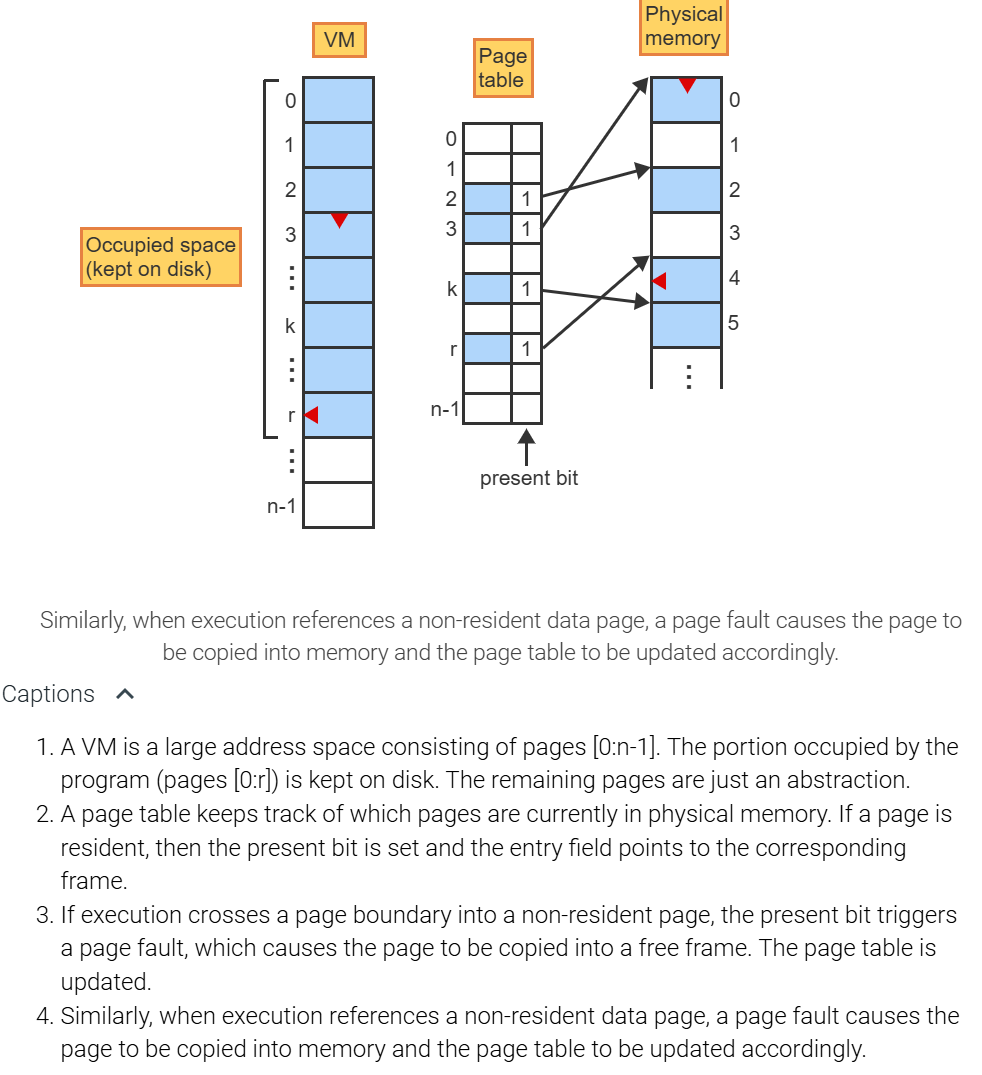 VM
Page
table
Physical
memory
0
1
2
3
⋮
k
⋮
r
⋮
n-1
Occupied space
(kept on disk)
0
1
2 1
3 1
k 1
r 1
n-1
present bit
0
1
2
3
4
5
⋮
Similarly, when execution references a non-resident data page, a page fault causes the page to
be copied into memory and the page table to be updated accordingly.
Captions
1. A VM is a large address space consisting of pages [0:n-1]. The portion occupied by the
program (pages [0:r]) is kept on disk. The remaining pages are just an abstraction.
2. A page table keeps track of which pages are currently in physical memory. If a page is
resident, then the present bit is set and the entry field points to the corresponding
frame.
3. If execution crosses a page boundary into a non-resident page, the present bit triggers
a page fault, which causes the page to be copied into a free frame. The page table is
updated.
4. Similarly, when execution references a non-resident data page, a page fault causes the
page to be copied into memory and the page table to be updated accordingly.